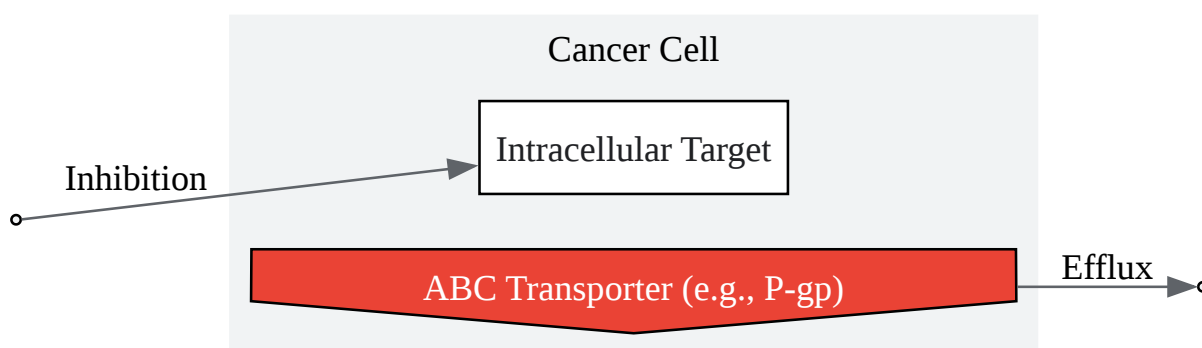 Cancer Cell
Intracellular Target
Inhibition
Efflux
ABC Transporter (e.g., P-gp)